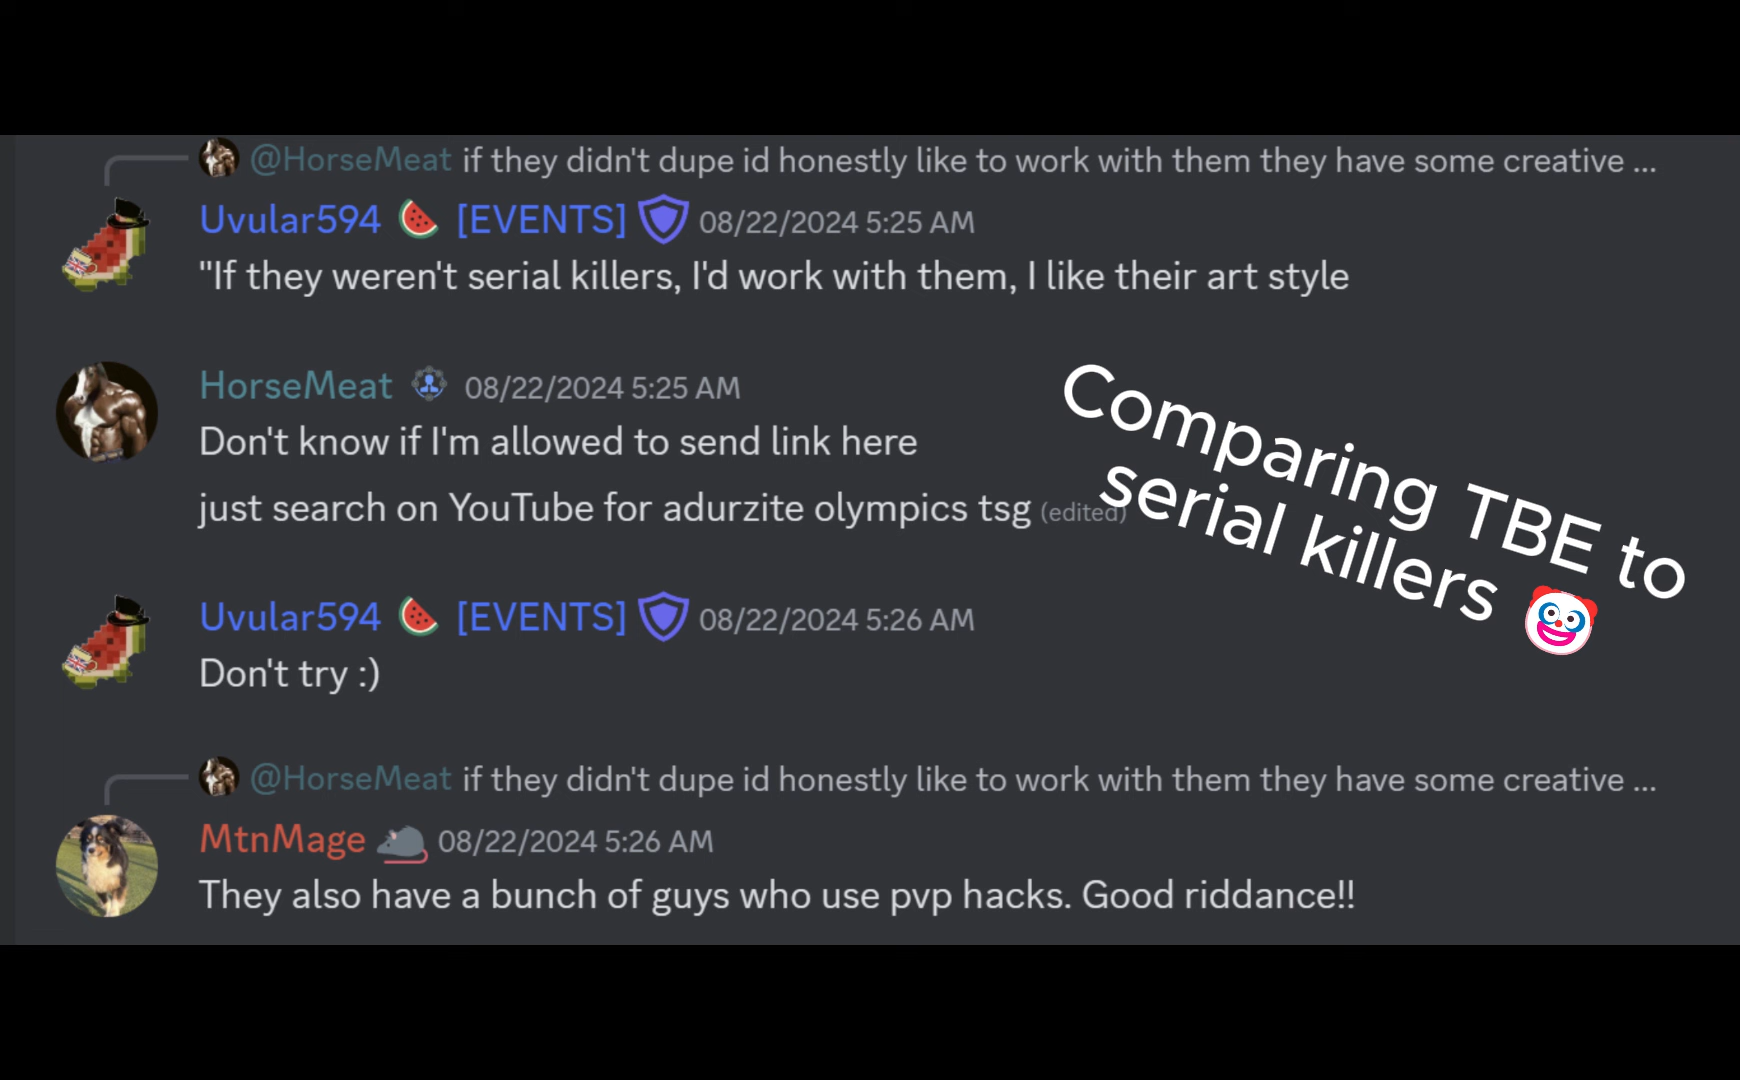 @HorseMeat if they didn't dupe id honestly like to work with them they have some creative ...
Uvular594 🍉 [EVENTS] 08/22/2024 5:25 AM
"If they weren't serial killers, I'd work with them, I like their art style
HorseMeat 08/22/2024 5:25 AM
Don't know if I'm allowed to send link here
just search on YouTube for adurzite olympics tsg (edited)
Comparing TBE to
serial killers 🤡
Uvular594 🍉 [EVENTS] 08/22/2024 5:26 AM
Don't try :)
@HorseMeat if they didn't dupe id honestly like to work with them they have some creative ...
MtnMage 🐀 08/22/2024 5:26 AM
They also have a bunch of guys who use pvp hacks. Good riddance!!